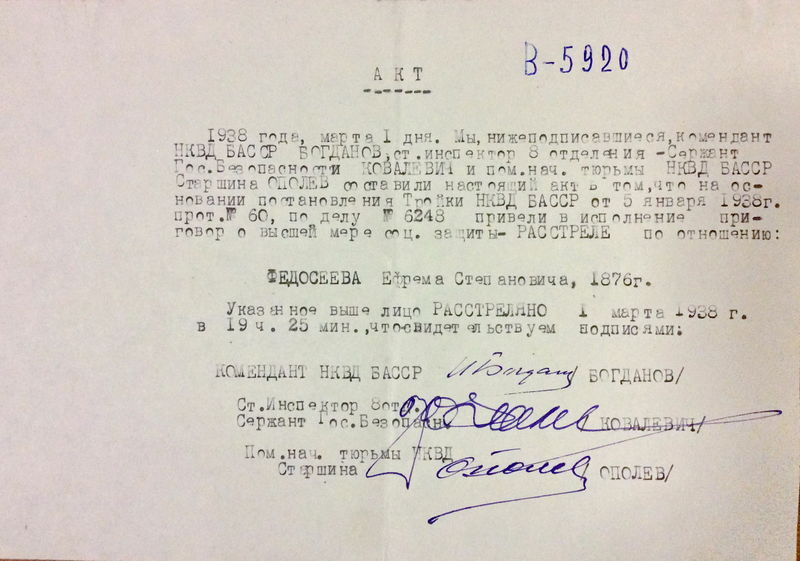 В-5920
АКТ
1938 года, марта 1 дня. Мы, нижеподписавшиеся, комендант
НКВД БАССР БОГДАНОВ, ст.инспектор 8 отделения -Сержант
Гос.Безопасности КОВАЛЕВИЧ и пом.нач. тюрьмы НКВД БАССР
Старшина ОПОЛЕВ составили настоящий акт в том, что на ос-
новании постановления Тройки НКВД БАССР от 5 января 1938г.
прот.№ 60, по делу № 6248 привели в исполнение при-
говор о высшей мере соц. защиты- РАССТРЕЛЕ по отношению:
ФЕДОСЕЕВА Ефрема Степановича, 1876г.
Указанное выше лицо РАССТРЕЛЯНО 1 марта 1938 г.
в 19 ч. 25 мин., что-свидетельствуем подписями:
КОМЕНДАНТ НКВД БАССР БОГДАНОВ/
Ст.Инспектор 8отд.
Сержант Гос.Безопасн. КОВАЛЕВИЧ/
Пом.нач. тюрьмы НКВД
Старшина Ополев ОПОЛЕВ/